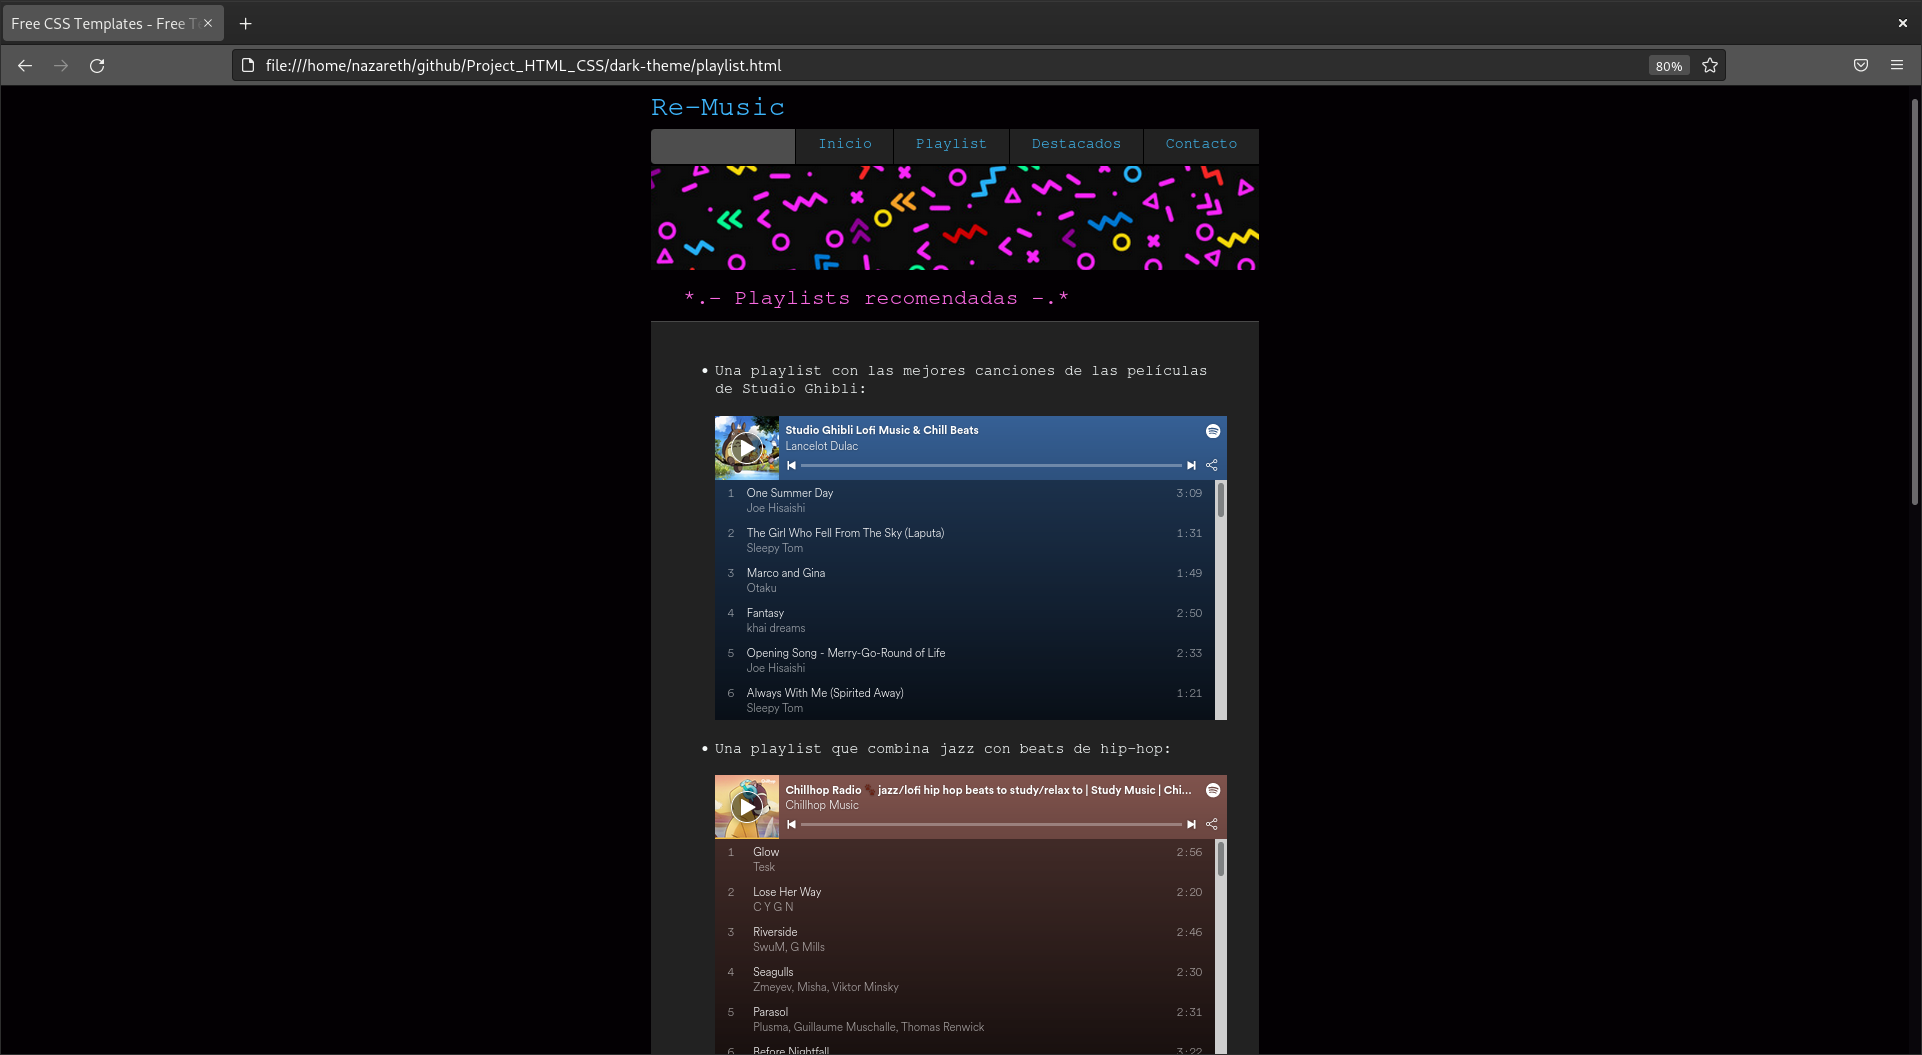 Free CSS Templates - Free T
file:///home/nazareth/github/Project_HTML_CSS/dark-theme/playlist.html
80%
Re-Music
Inicio
Playlist
Destacados
Contacto
*.- Playlists recomendadas -.*
Una playlist con las mejores canciones de las películas
de Studio Ghibli:
Studio Ghibli Lofi Music & Chill Beats
Lancelot Dulac
1 One Summer Day 3:09
Joe Hisaishi
2 The Girl Who Fell From The Sky (Laputa) 1:31
Sleepy Tom
3 Marco and Gina 1:49
Otaku
4 Fantasy 2:50
khai dreams
5 Opening Song - Merry-Go-Round of Life 2:33
Joe Hisaishi
6 Always With Me (Spirited Away) 1:21
Sleepy Tom
Una playlist que combina jazz con beats de hip-hop:
Chillhop Radio 🐾 jazz/lofi hip hop beats to study/relax to | Study Music | Chi...
Chillhop Music
1 Glow 2:56
Tesk
2 Lose Her Way 2:20
C Y G N
3 Riverside 2:46
SwuM, G Mills
4 Seagulls 2:30
Zmeyev, Misha, Viktor Minsky
5 Parasol 2:31
Plusma, Guillaume Muschalle, Thomas Renwick
6 Before Nightfall 3:22